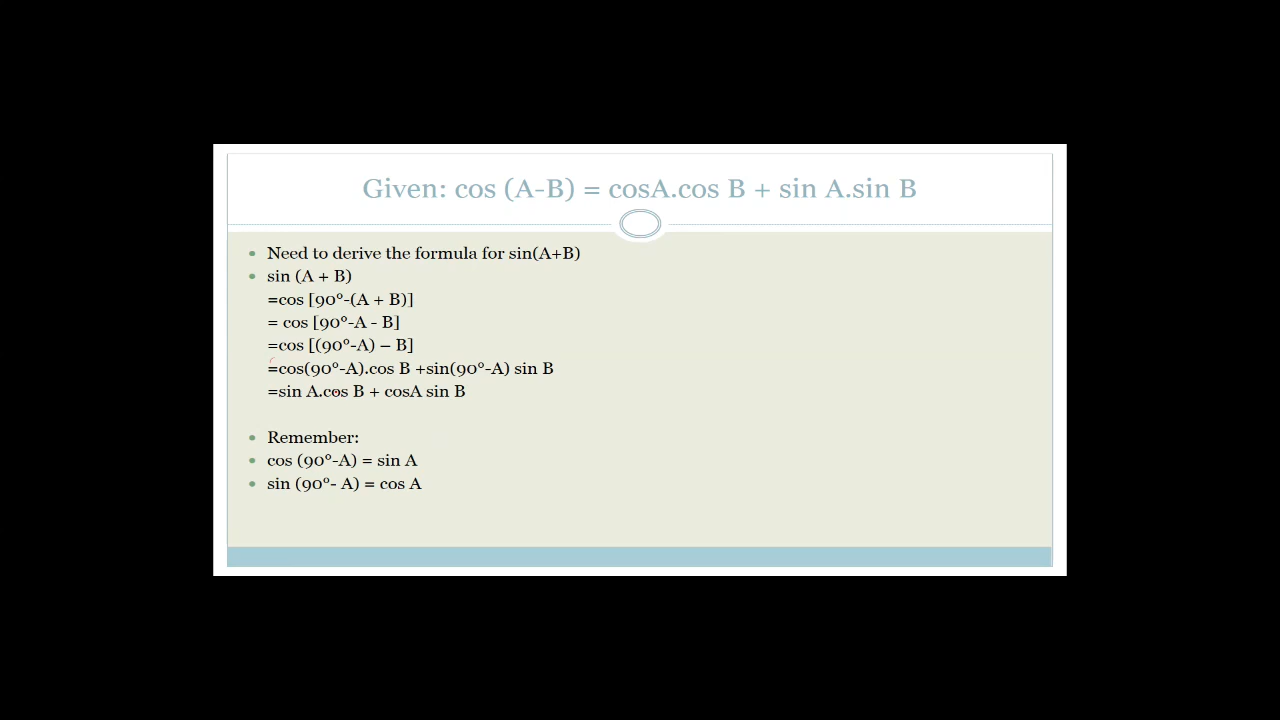 Given: cos (A-B) = cosA.cos B + sin A.sin B
Need to derive the formula for sin(A+B)
sin (A + B)
=cos [90°-(A + B)]
= cos [90°-A - B]
=cos [(90°-A) – B]
=cos(90°-A).cos B +sin(90°-A) sin B
=sin A.cos B + cosA sin B
Remember:
cos (90°-A) = sin A
sin (90°- A) = cos A